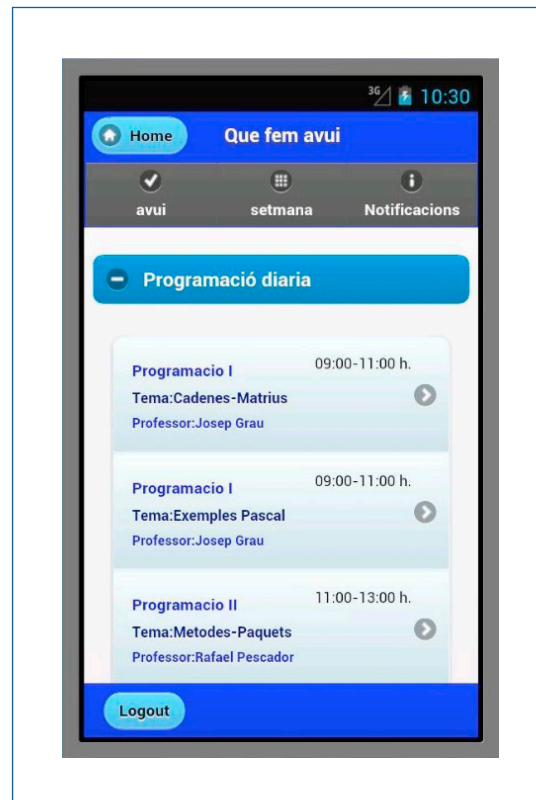 3G 10:30
Home Que fem avui
avui setmana Notificacions
Programació diaria
Programacio I 09:00-11:00 h.
Tema:Cadenes-Matrius
Professor:Josep Grau
Programacio I 09:00-11:00 h.
Tema:Exemples Pascal
Professor:Josep Grau
Programacio II 11:00-13:00 h.
Tema:Metodes-Paquets
Professor:Rafael Pescador
Logout